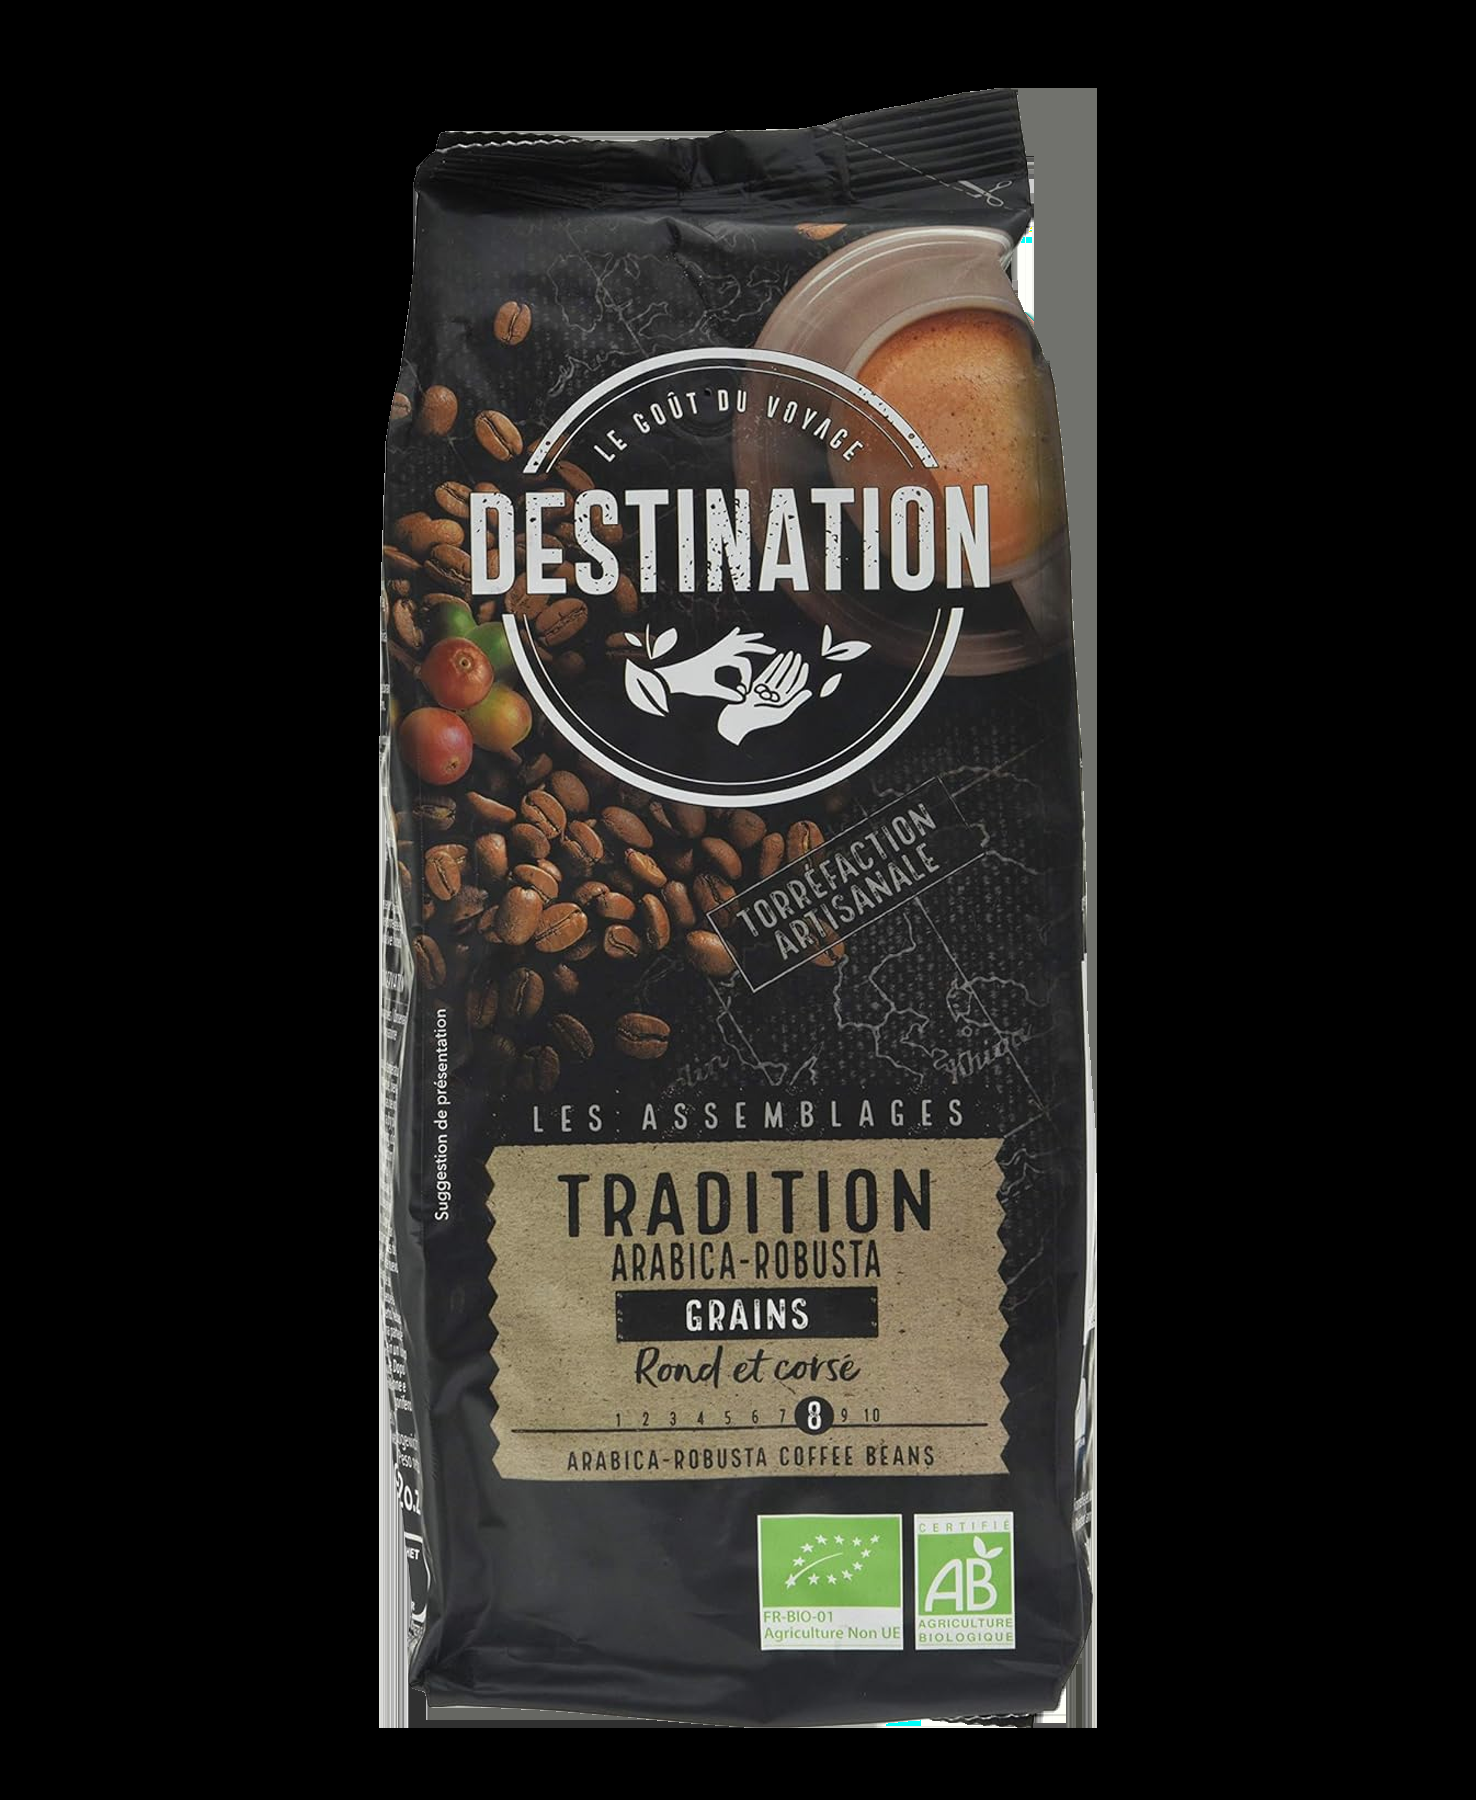 LE GOÛT DU VOYAGE
DESTINATION
TORRÉFACTION
ARTISANALE
Suggestion de présentation
LES ASSEMBLAGES
TRADITION
ARABICA-ROBUSTA
GRAINS
Rond et corsé
1 2 3 4 5 6 7 8 9 10
ARABICA-ROBUSTA COFFEE BEANS
FR-BIO-01
Agriculture Non UE
CERTIFIÉ
AB
AGRICULTURE
BIOLOGIQUE